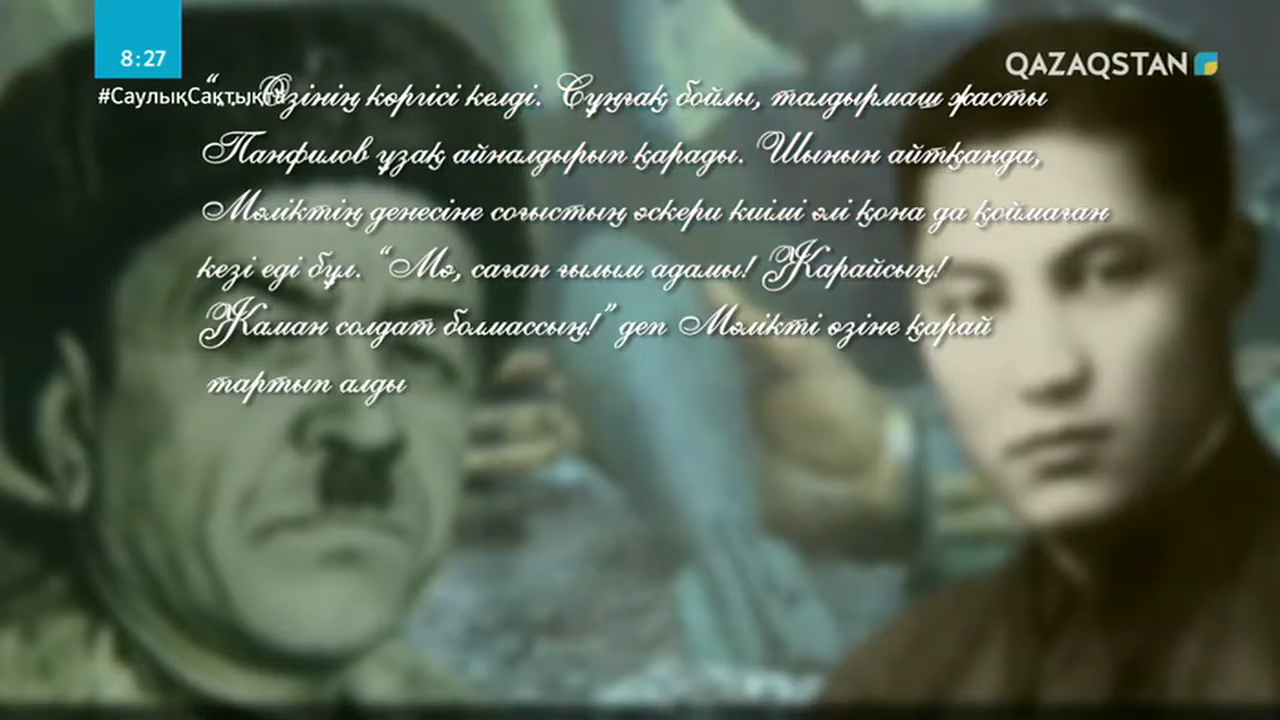 8:27
QAZAQSTAN
#СаулықСақтықта
"... Өзінің көргісі келді. Сұңғақ бойлы, талдырмаш жасты
Панфилов ұзақ айналдырып қарады. Шынын айтқанда,
Мәліктің денесіне соғыстың әскери киімі әлі қона да қоймаған
кезі еді бұл. "Мә, саған ғылым адамы! Жарайсың!
Жаман солдат болмассың!" деп Мәлікті өзіне қарай
тартып алды